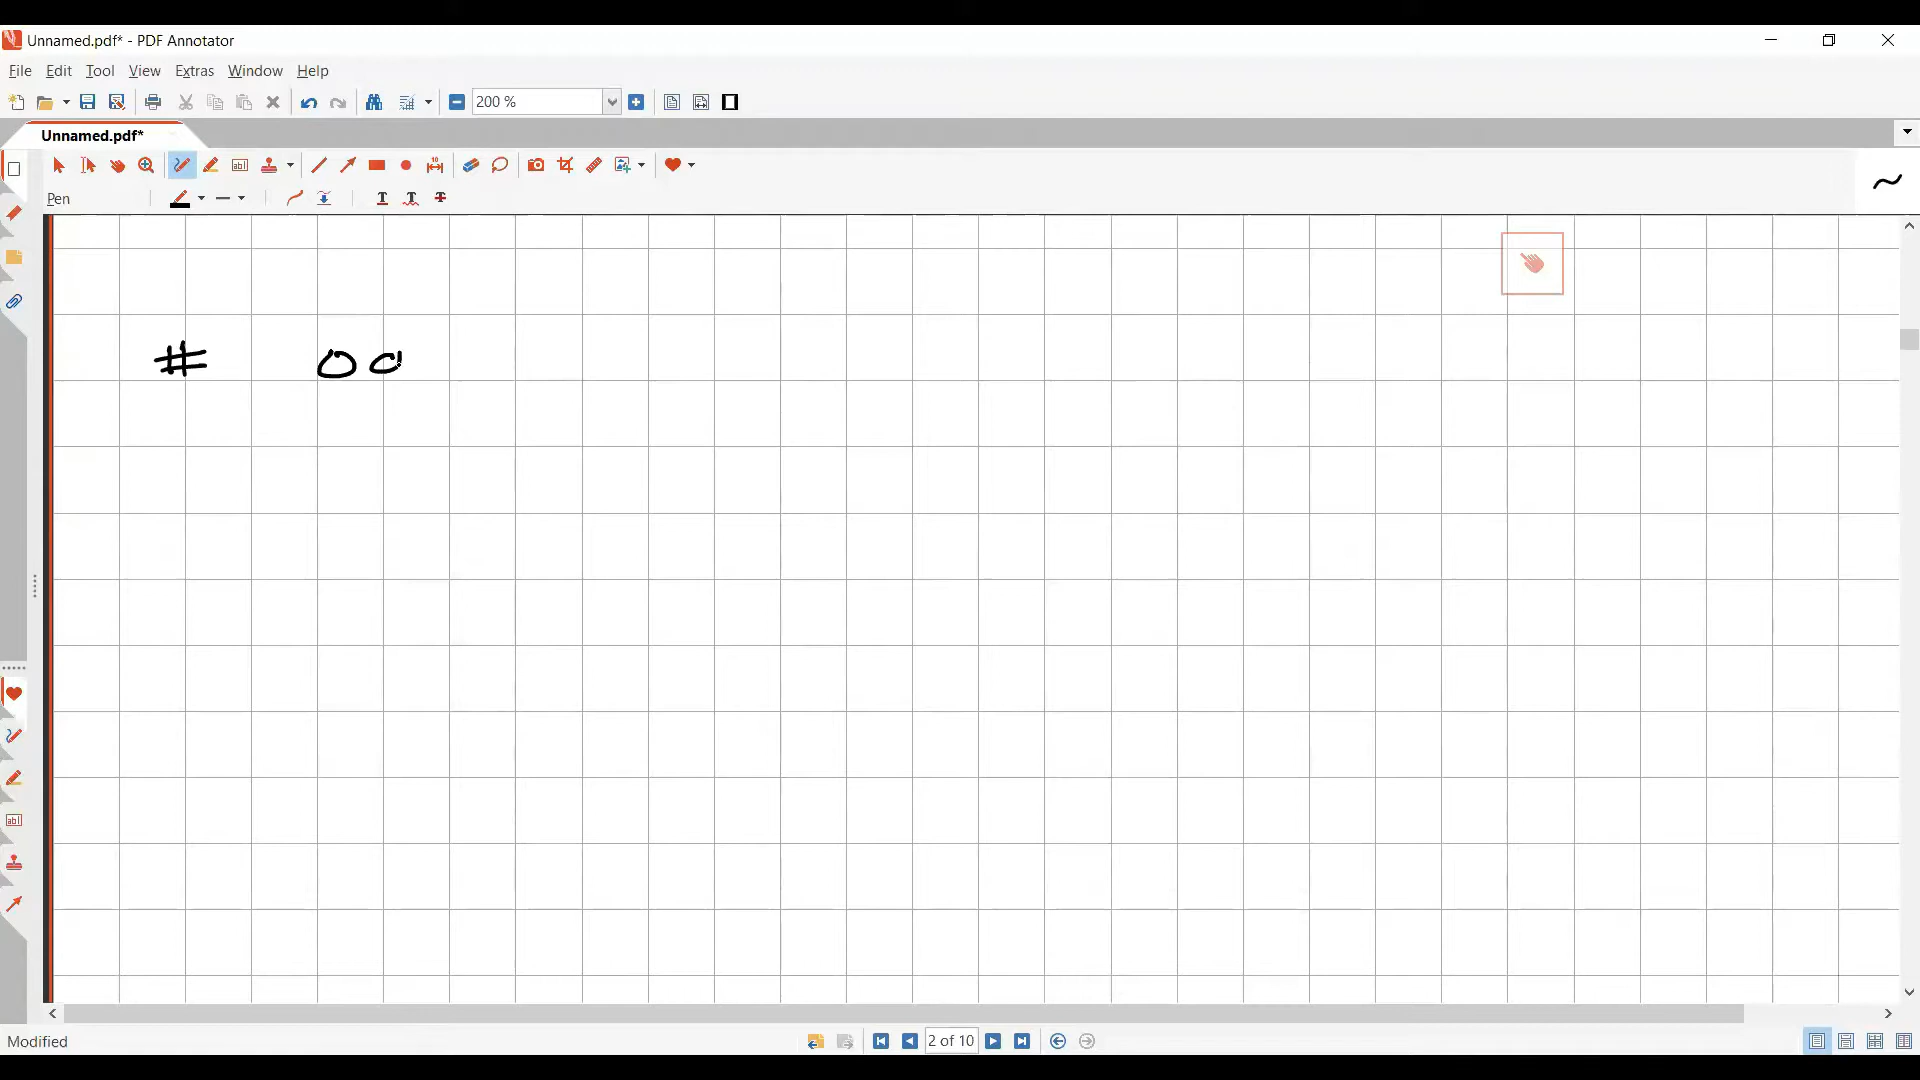 Unnamed.pdf* - PDF Annotator
File Edit Tool View Extras Window Help
200 %
Unnamed.pdf*
Pen
# 00
Modified
2 of 10